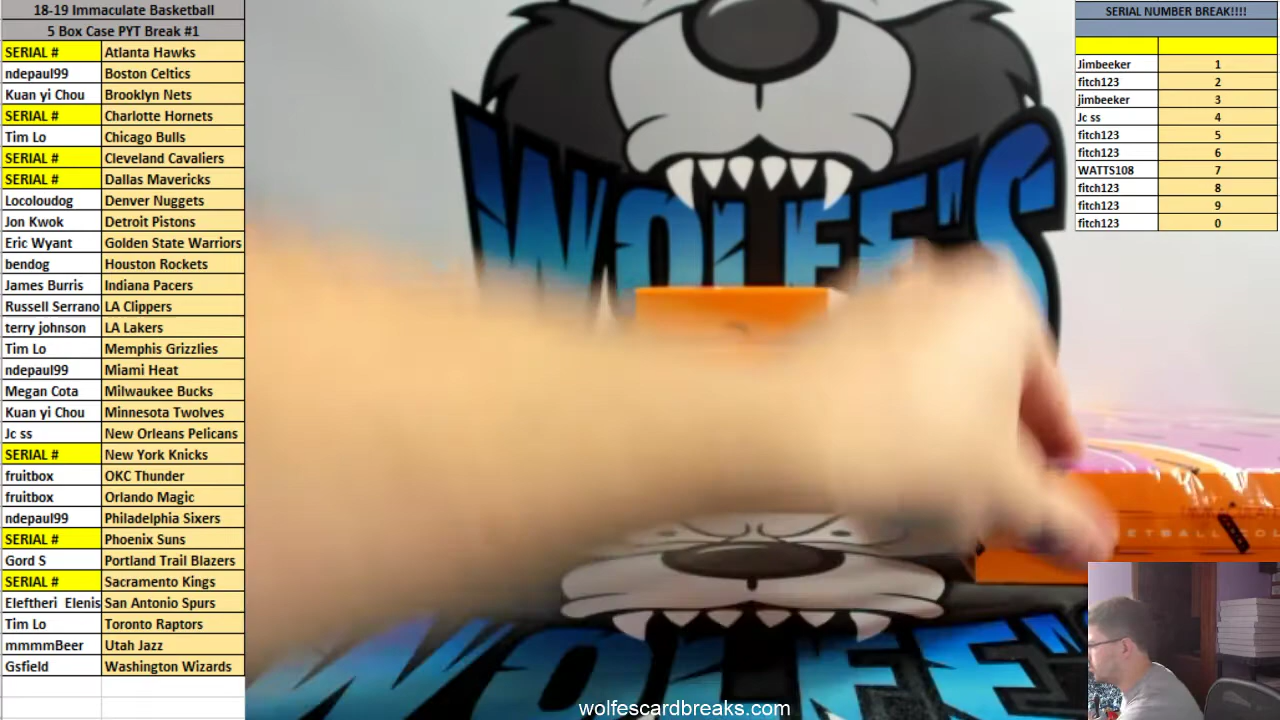 18-19 Immaculate Basketball
5 Box Case PYT Break #1
SERIAL # Atlanta Hawks
ndepaul99 Boston Celtics
Kuan yi Chou Brooklyn Nets
SERIAL # Charlotte Hornets
Tim Lo Chicago Bulls
SERIAL # Cleveland Cavaliers
SERIAL # Dallas Mavericks
Locoloudog Denver Nuggets
Jon Kwok Detroit Pistons
Eric Wyant Golden State Warriors
bendog Houston Rockets
James Burris Indiana Pacers
Russell Serrano LA Clippers
terry johnson LA Lakers
Tim Lo Memphis Grizzlies
ndepaul99 Miami Heat
Megan Cota Milwaukee Bucks
Kuan yi Chou Minnesota Twolves
Jc ss New Orleans Pelicans
SERIAL # New York Knicks
fruitbox OKC Thunder
fruitbox Orlando Magic
ndepaul99 Philadelphia Sixers
SERIAL # Phoenix Suns
Gord S Portland Trail Blazers
SERIAL # Sacramento Kings
Eleftheri Elenis San Antonio Spurs
Tim Lo Toronto Raptors
mmmmBeer Utah Jazz
Gsfield Washington Wizards
WOLFE'S
WOLFE'
wolfescardbreaks.com
SERIAL NUMBER BREAK!!!!
Jimbeeker 1
fitch123 2
jimbeeker 3
Jc ss 4
fitch123 5
fitch123 6
WATTS108 7
fitch123 8
fitch123 9
fitch123 0